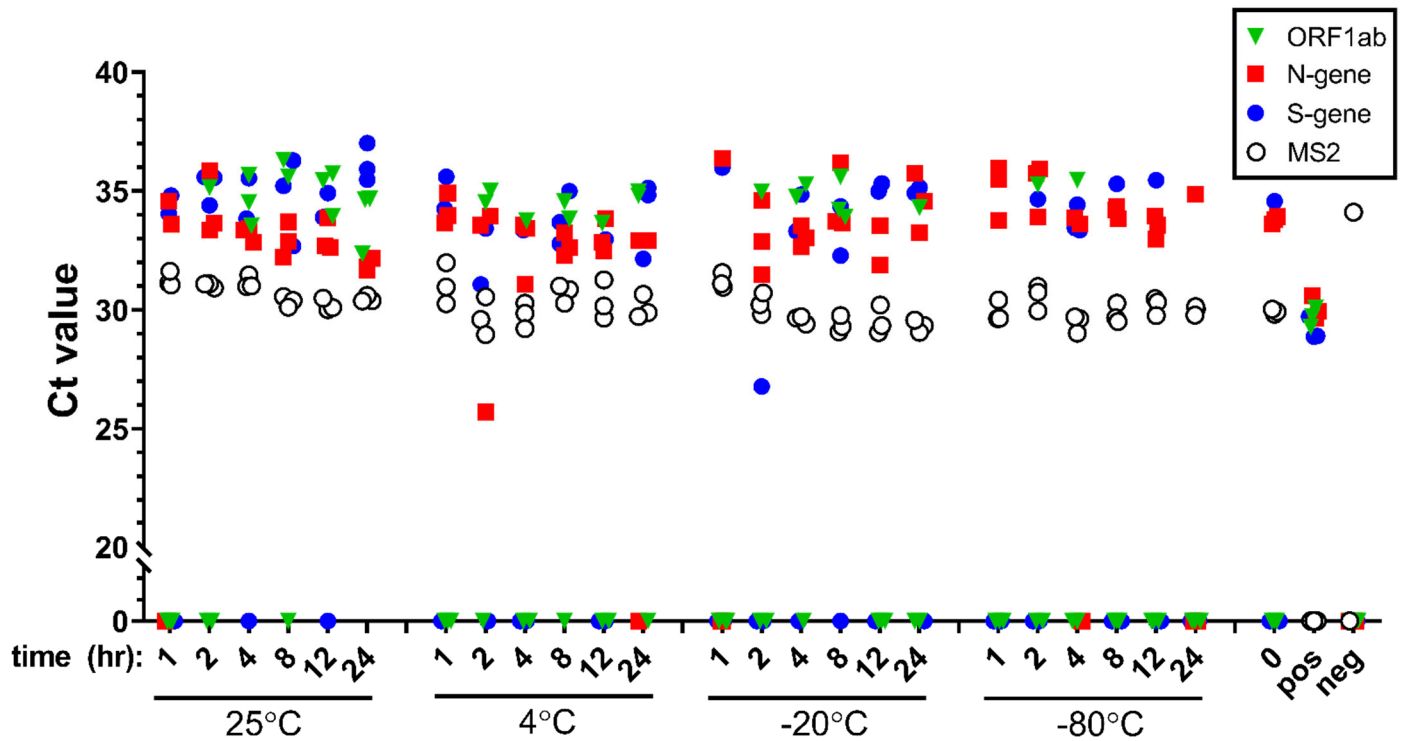 ORF1ab
N-gene
S-gene
MS2
Ct value
40
35
30
25
20
0
time (hr): 1 2 4 8 12 24 1 2 4 8 12 24 1 2 4 8 12 24 1 2 4 8 12 24 0 pos neg
25°C 4°C -20°C -80°C